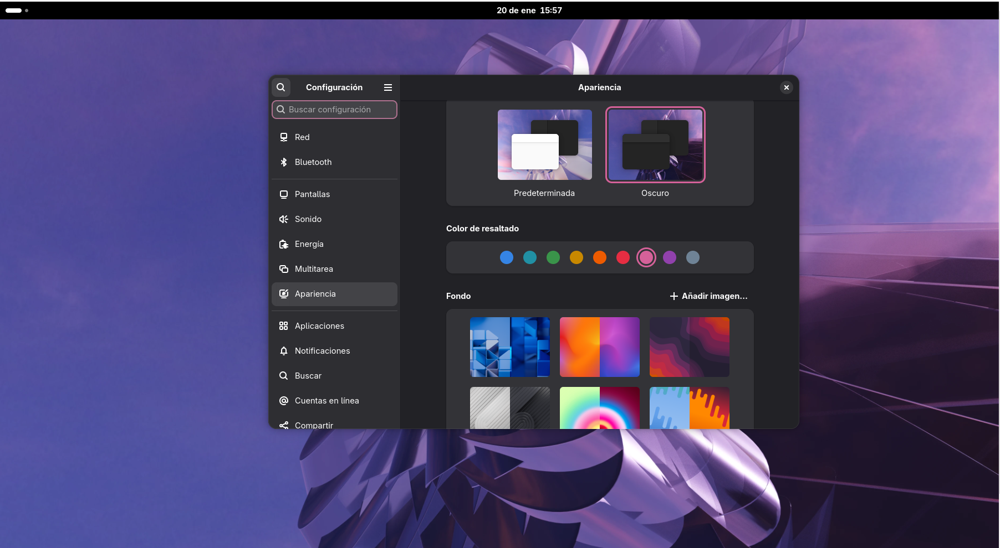 20 de ene 15:57
Configuración
Apariencia
Buscar configuración
Red
Bluetooth
Pantallas
Sonido
Energía
Multitarea
Apariencia
Aplicaciones
Notificaciones
Buscar
Cuentas en línea
Compartir
Predeterminada
Oscuro
Color de resaltado
Fondo
Añadir imagen…